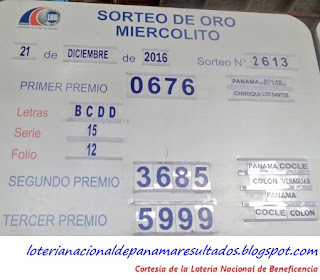 LNB
SORTEO DE ORO
MIERCOLITO
21 de DICIEMBRE de 2016 Sorteo N° 2613
PRIMER PREMIO 0676
PANAMA
CHIRIQUI LOS SANTOS
Letras BCDD
Serie 15
Folio 12
SEGUNDO PREMIO 3685
PANAMA COCLE
COLON VERAGUAS
TERCER PREMIO 5999
PANAMA
COCLE COLON
loterianacionaldepanamaresultados.blogspot.com
Cortesía de la Lotería Nacional de Beneficencia